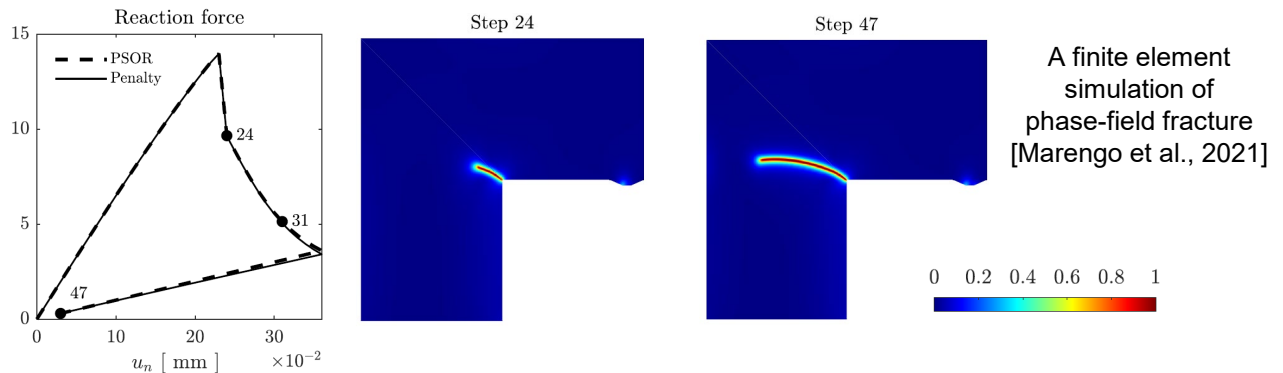 Reaction force
15
10
5
0
PSOR
Penalty
24
31
47
0 10 20 30
×10⁻²
uₙ [ mm ]
Step 24
Step 47
A finite element
simulation of
phase-field fracture
[Marengo et al., 2021]
0 0.2 0.4 0.6 0.8 1